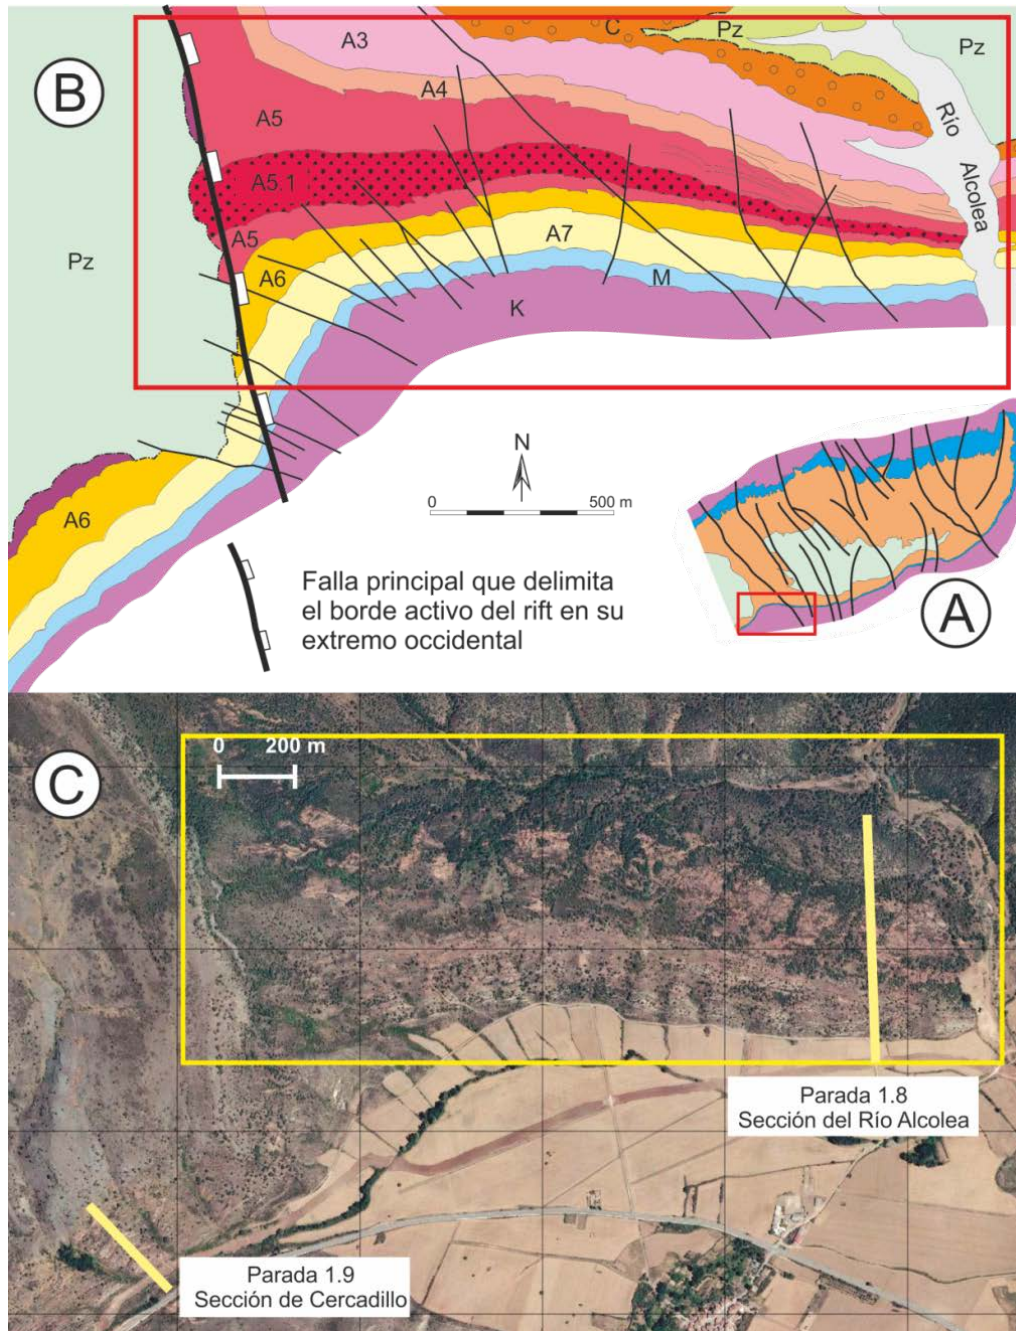 B
A3
C
Pz
Pz
A4
Río
Alcolea
A5
A5.1
A5
A7
Pz
A6
M
K
N
0 500 m
A6
Falla principal que delimita
el borde activo del rift en su
extremo occidental
A
C
0 200 m
Parada 1.8
Sección del Río Alcolea
Parada 1.9
Sección de Cercadillo